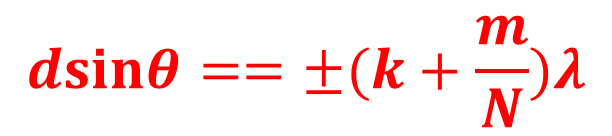 dsinθ == ±(k + m/N)λ